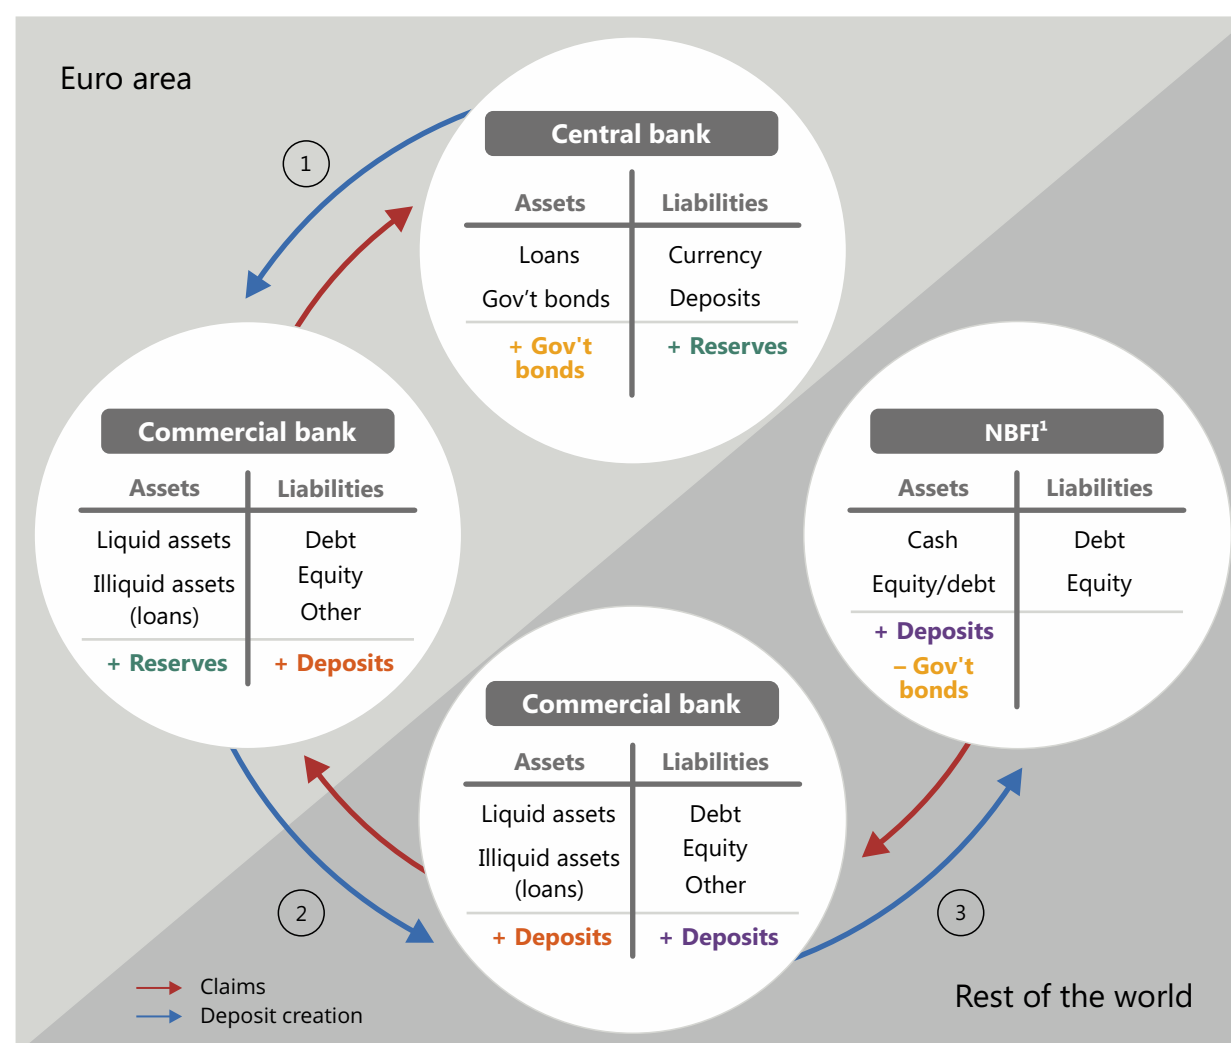 Euro area
1
Central bank
Assets Liabilities
Loans Currency
Gov’t bonds Deposits
+ Gov't
bonds
+ Reserves
Commercial bank
Assets Liabilities
Liquid assets Debt
Illiquid assets
(loans)
Equity
Other
+ Reserves + Deposits
NBFI¹
Assets Liabilities
Cash Debt
Equity/debt Equity
+ Deposits
– Gov't
bonds
Commercial bank
Assets Liabilities
Liquid assets Debt
Illiquid assets
(loans)
Equity
Other
+ Deposits + Deposits
2
3
Claims
Deposit creation
Rest of the world